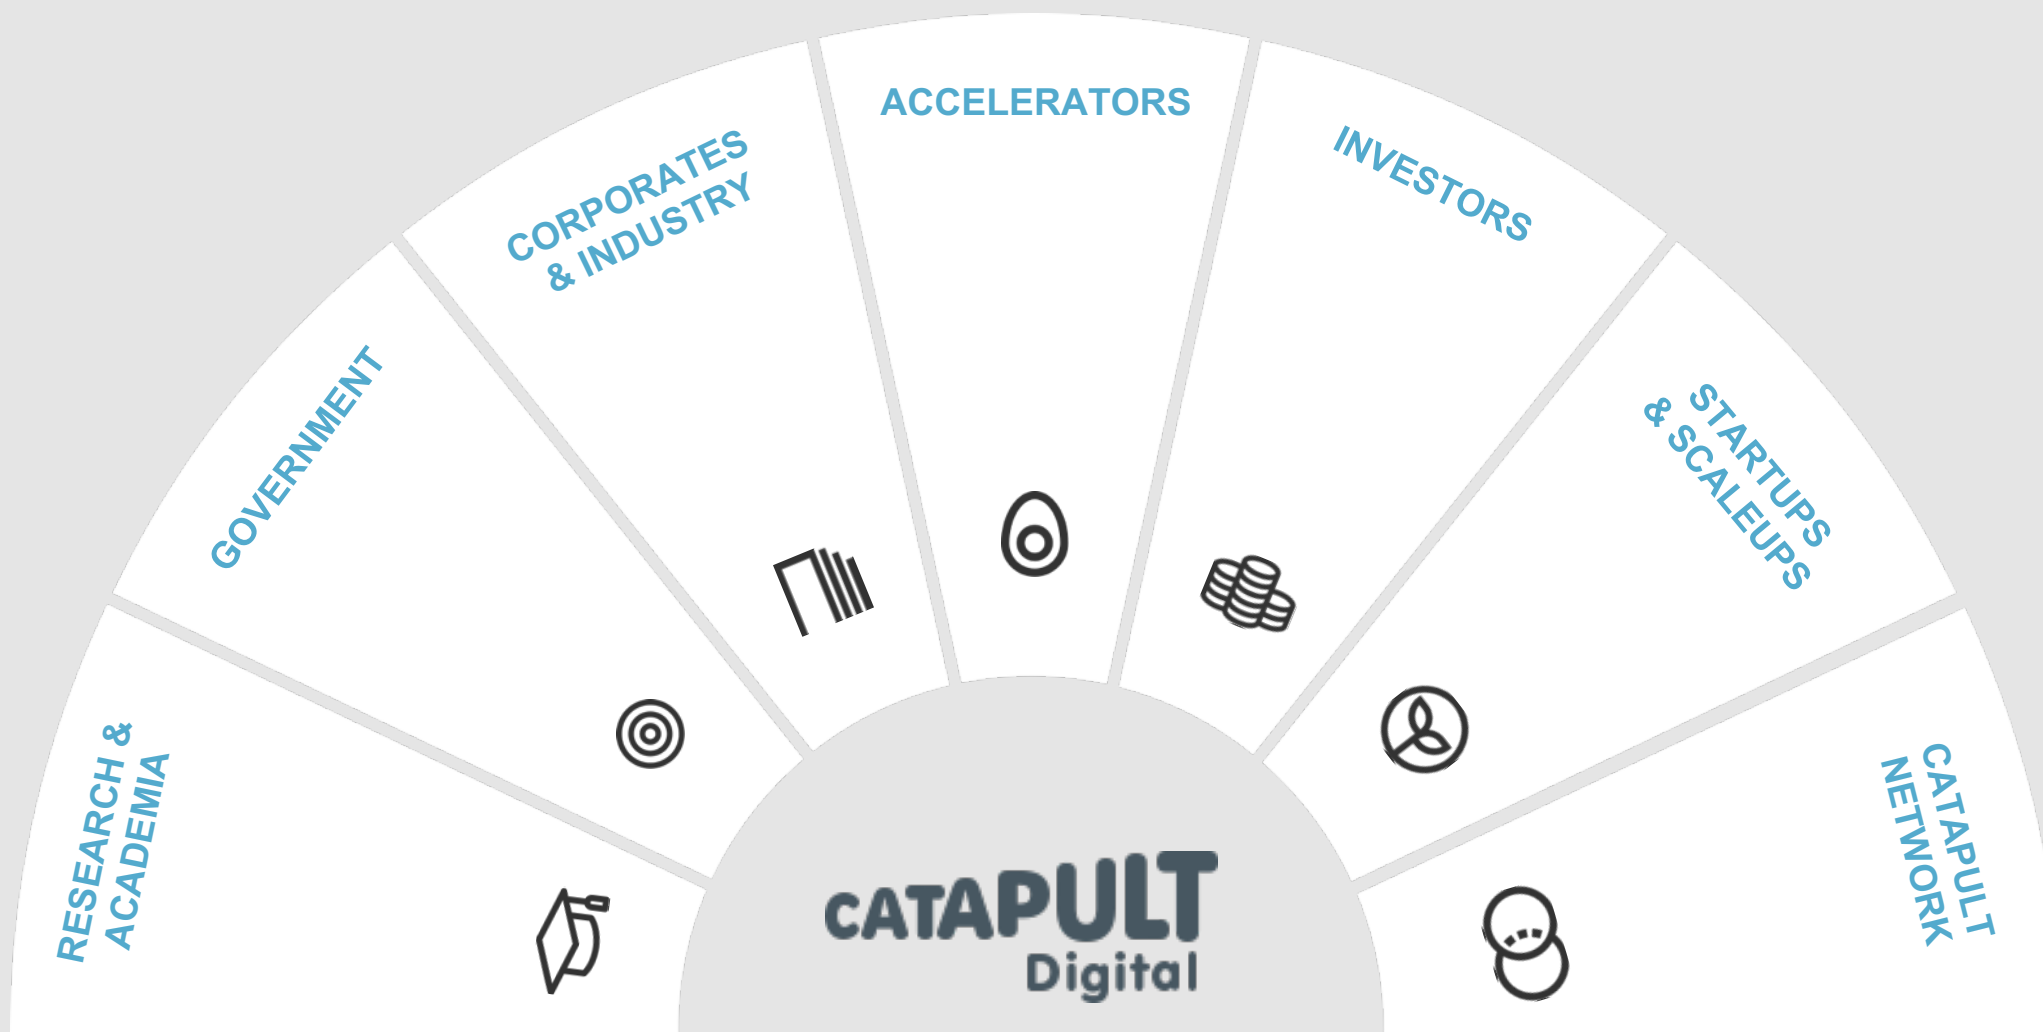 RESEARCH &
ACADEMIA
GOVERNMENT
CORPORATES
& INDUSTRY
ACCELERATORS
INVESTORS
STARTUPS
& SCALEUPS
CATAPULT
NETWORK
CATAPULT
Digital